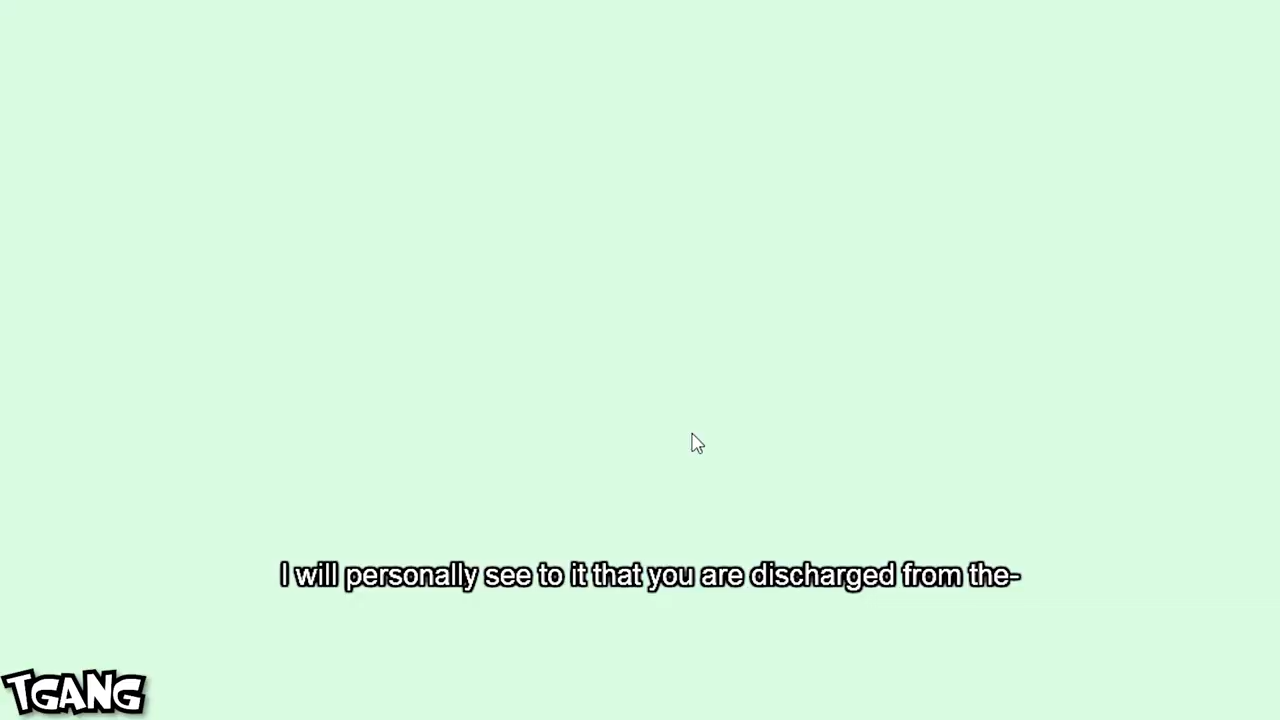 I will personally see to it that you are discharged from the-
TGANG